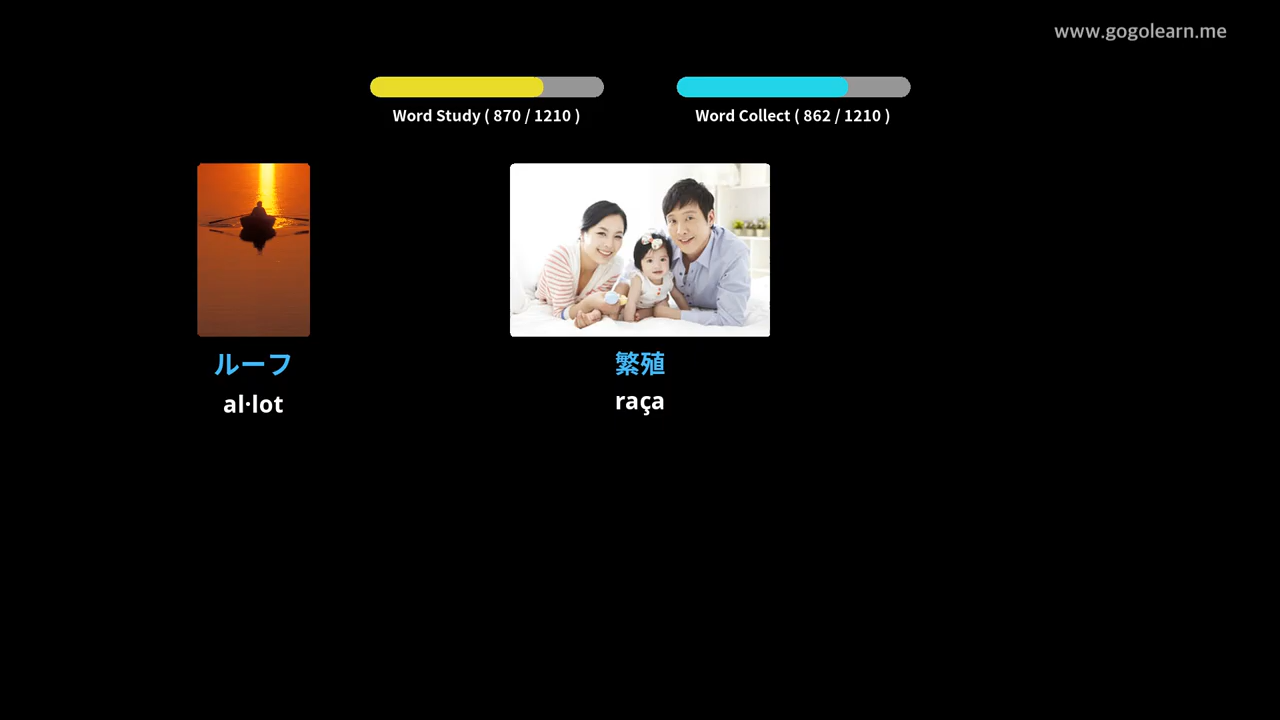 www.gogolearn.me
Word Study ( 870 / 1210 )
Word Collect ( 862 / 1210 )
ルーフ
al·lot
繁殖
raça